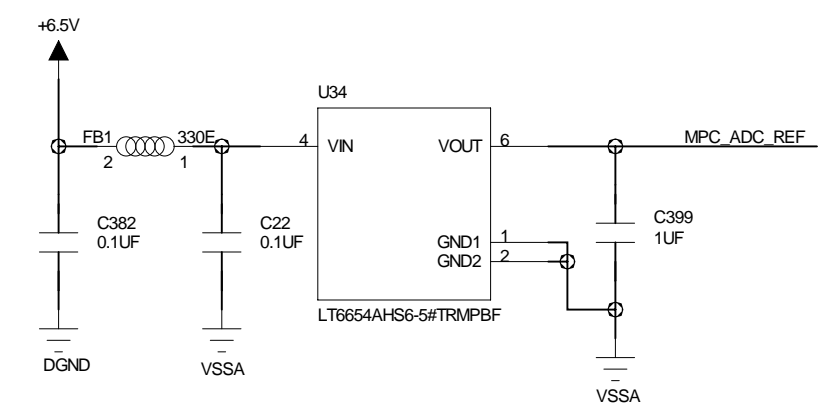 +6.5V
U34
FB1 330E
2 1
4 VIN VOUT 6 MPC_ADC_REF
C382
0.1UF
C22
0.1UF
C399
1UF
GND1 1
GND2 2
LT6654AHS6-5#TRMPBF
DGND
VSSA
VSSA